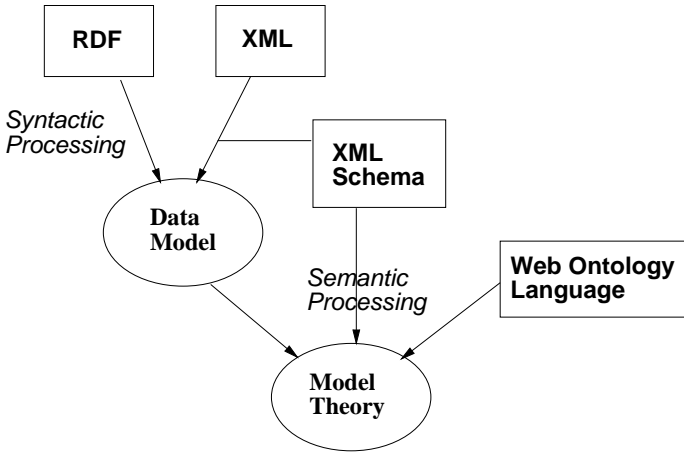 RDF
XML
Syntactic
Processing
XML
Schema
Data
Model
Web Ontology
Language
Semantic
Processing
Model
Theory